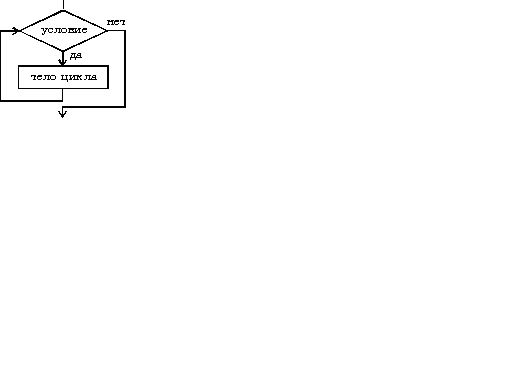 нет
условие
да
тело цикла